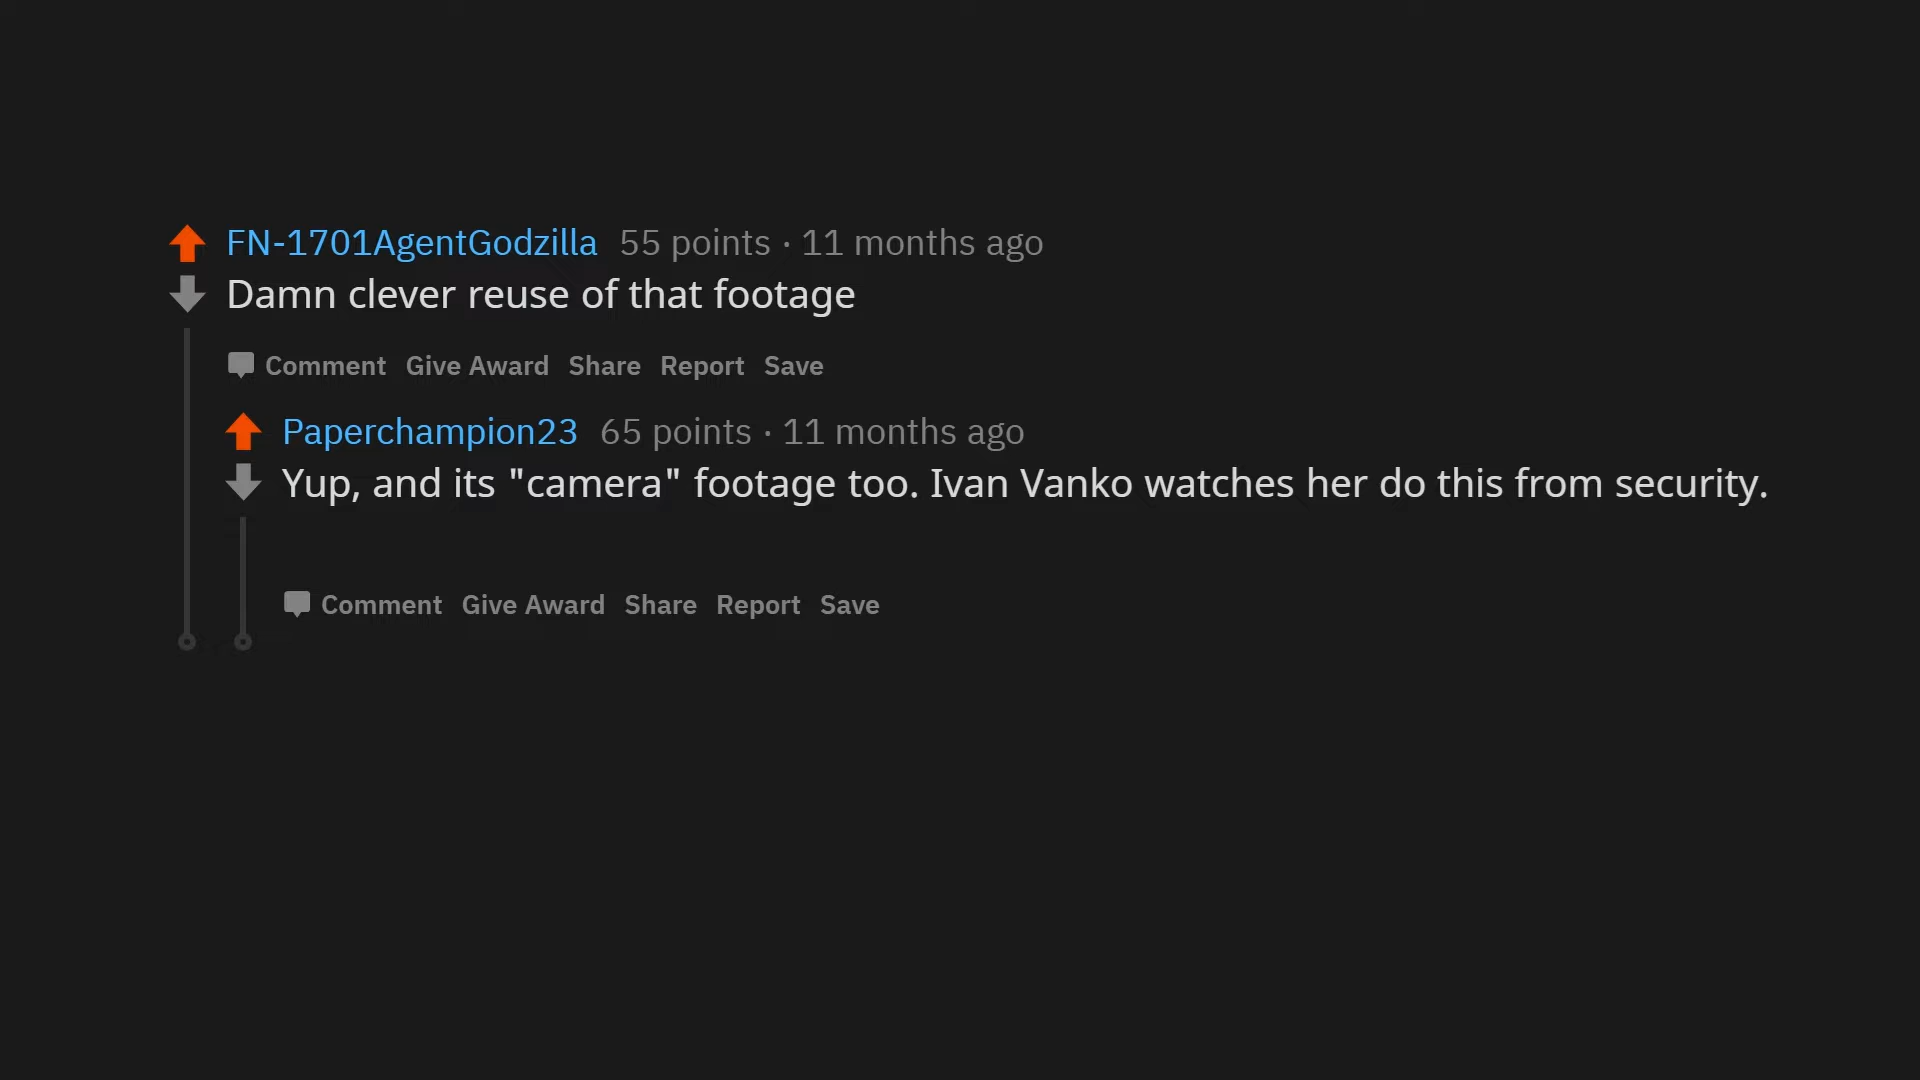 FN-1701AgentGodzilla 55 points · 11 months ago
Damn clever reuse of that footage
Comment Give Award Share Report Save
Paperchampion23 65 points · 11 months ago
Yup, and its "camera" footage too. Ivan Vanko watches her do this from security.
Comment Give Award Share Report Save